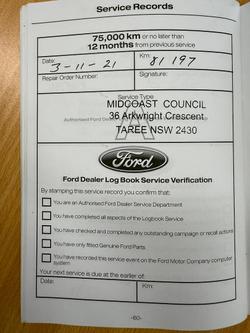 Service Records
75,000 km or no later than
12 months from previous service
Date: Km:
3-11-21 81 197
Repair Order Number: Signature:
Service Type
A
MIDCOAST COUNCIL
Authorised Ford Dealer
36 Arkwright Crescent
TAREE NSW 2430
Ford
Ford Dealer Log Book Service Verification
By stamping this service record you confirm that:
You are an Authorised Ford Dealer Service Department
You have completed all aspects of the Logbook Service
You have checked and completed any outstanding campaign or recall actions
You have only fitted Genuine Ford Parts
You have recorded this service event on the Ford Motor Company computer
system
Your next service is due at the earlier of:
Date: Km:
-60-